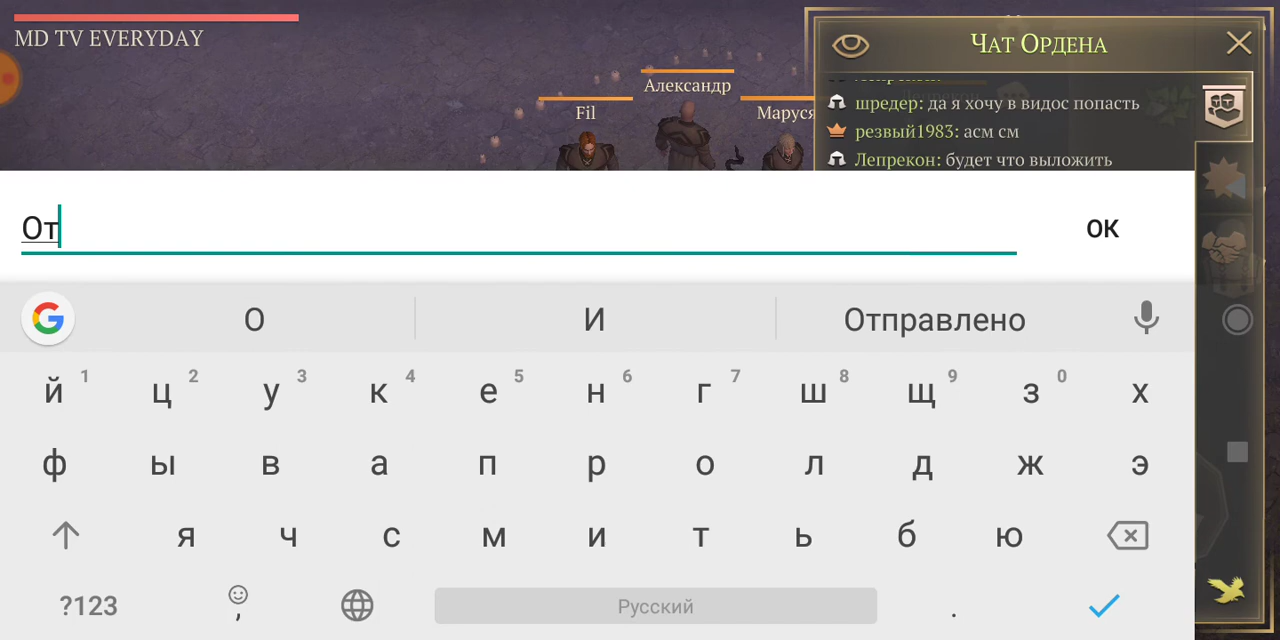 MD TV EVERYDAY
Александр
Fil
Маруся
Чат Ордена
шредер: да я хочу в видос попасть
резвый1983: асм см
Лепрекон: будет что выложить
От
ОК
О И Отправлено
й 1 ц 2 у 3 к 4 е 5 н 6 г 7 ш 8 щ 9 з 0 х
ф ы в а п р о л д ж э
я ч с м и т ь б ю
?123 , Русский .